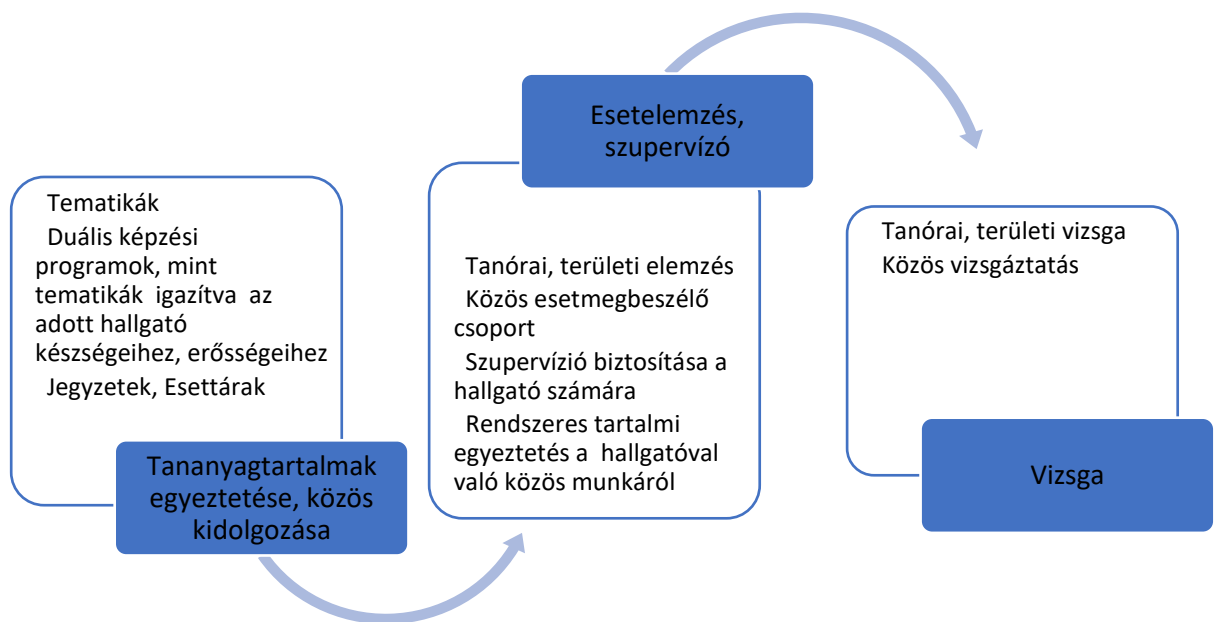 Tematikák
Duális képzési
programok, mint
tematikák igazítva az
adott hallgató
készségeihez, erősségeihez
Jegyzetek, Esettárak
Tananyagtartalmak
egyeztetése, közös
kidolgozása
Esetelemzés,
szupervízó
Tanórai, területi elemzés
Közös esetmegbeszélő
csoport
Szupervízió biztosítása a
hallgató számára
Rendszeres tartalmi
egyeztetés a hallgatóval
való közös munkáról
Tanórai, területi vizsga
Közös vizsgáztatás
Vizsga